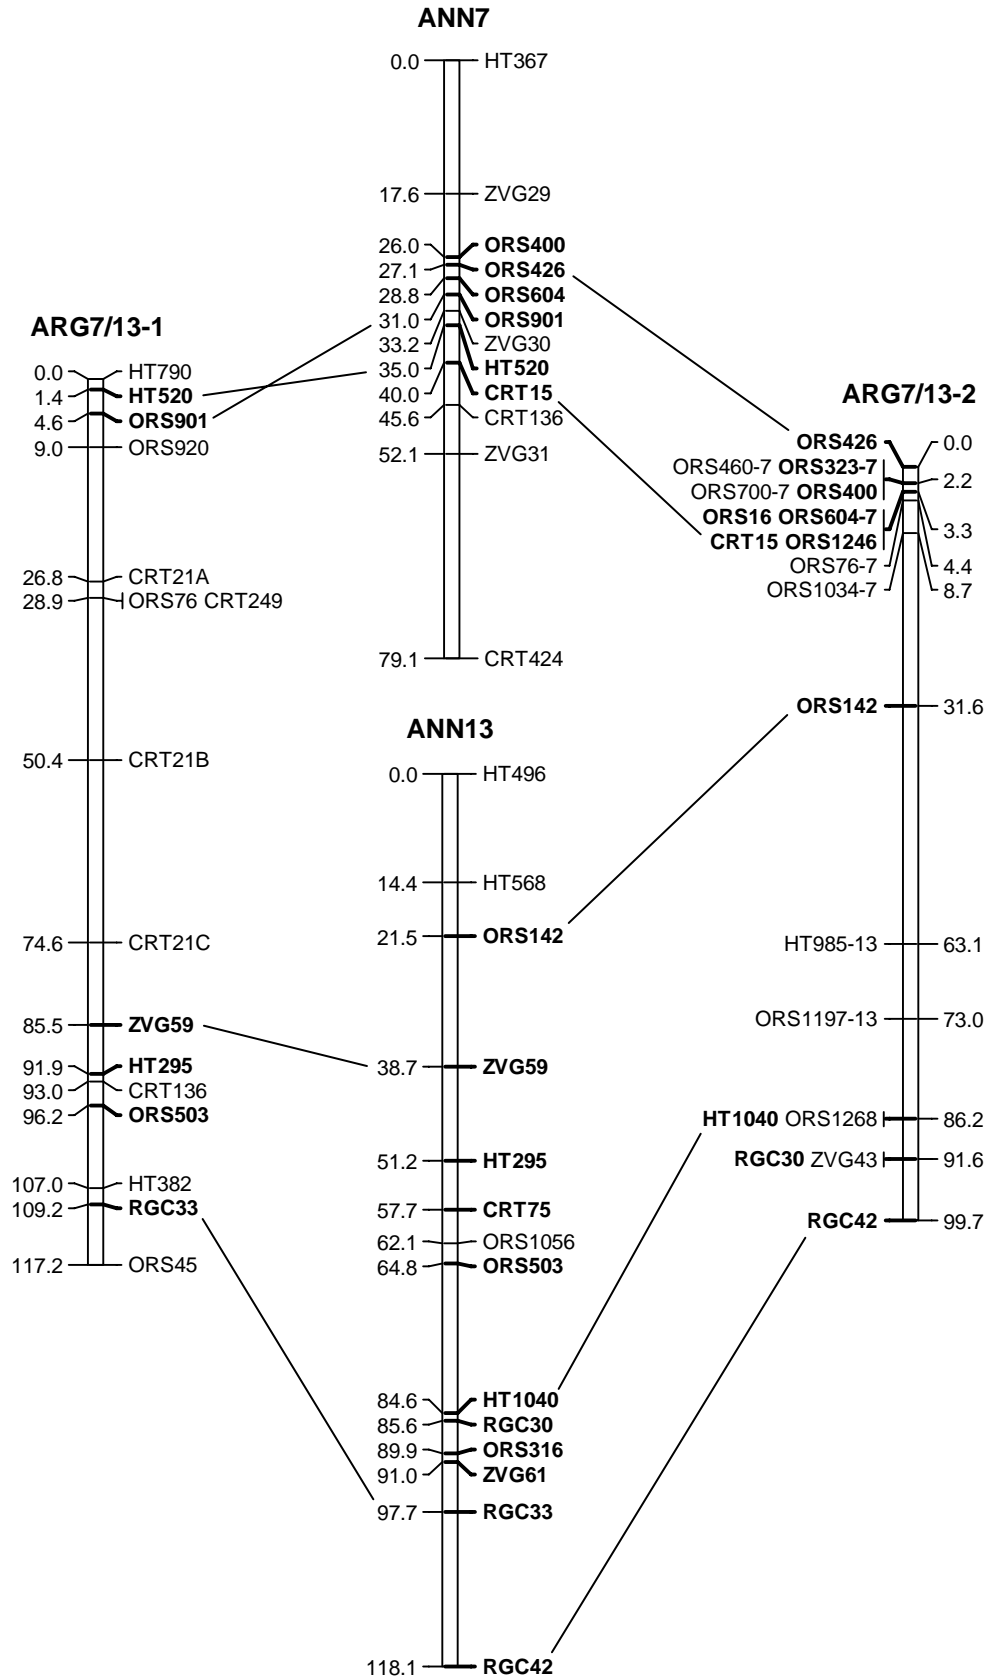 ANN7
0.0 HT367
17.6 ZVG29
26.0 ORS400
27.1 ORS426
28.8 ORS604
31.0 ORS901
33.2 ZVG30
35.0 HT520
40.0 CRT15
45.6 CRT136
52.1 ZVG31
79.1 CRT424
ARG7/13-1
0.0 HT790
1.4 HT520
4.6 ORS901
9.0 ORS920
26.8 CRT21A
28.9 ORS76 CRT249
50.4 CRT21B
74.6 CRT21C
85.5 ZVG59
91.9 HT295
93.0 CRT136
96.2 ORS503
107.0 HT382
109.2 RGC33
117.2 ORS45
ANN13
0.0 HT496
14.4 HT568
21.5 ORS142
38.7 ZVG59
51.2 HT295
57.7 CRT75
62.1 ORS1056
64.8 ORS503
84.6 HT1040
85.6 RGC30
89.9 ORS316
91.0 ZVG61
97.7 RGC33
118.1 RGC42
ARG7/13-2
ORS426 0.0
ORS460-7 ORS323-7
ORS700-7 ORS400 2.2
ORS16 ORS604-7
CRT15 ORS1246 3.3
ORS76-7 4.4
ORS1034-7 8.7
ORS142 31.6
HT985-13 63.1
ORS1197-13 73.0
HT1040 ORS1268 86.2
RGC30 ZVG43 91.6
RGC42 99.7